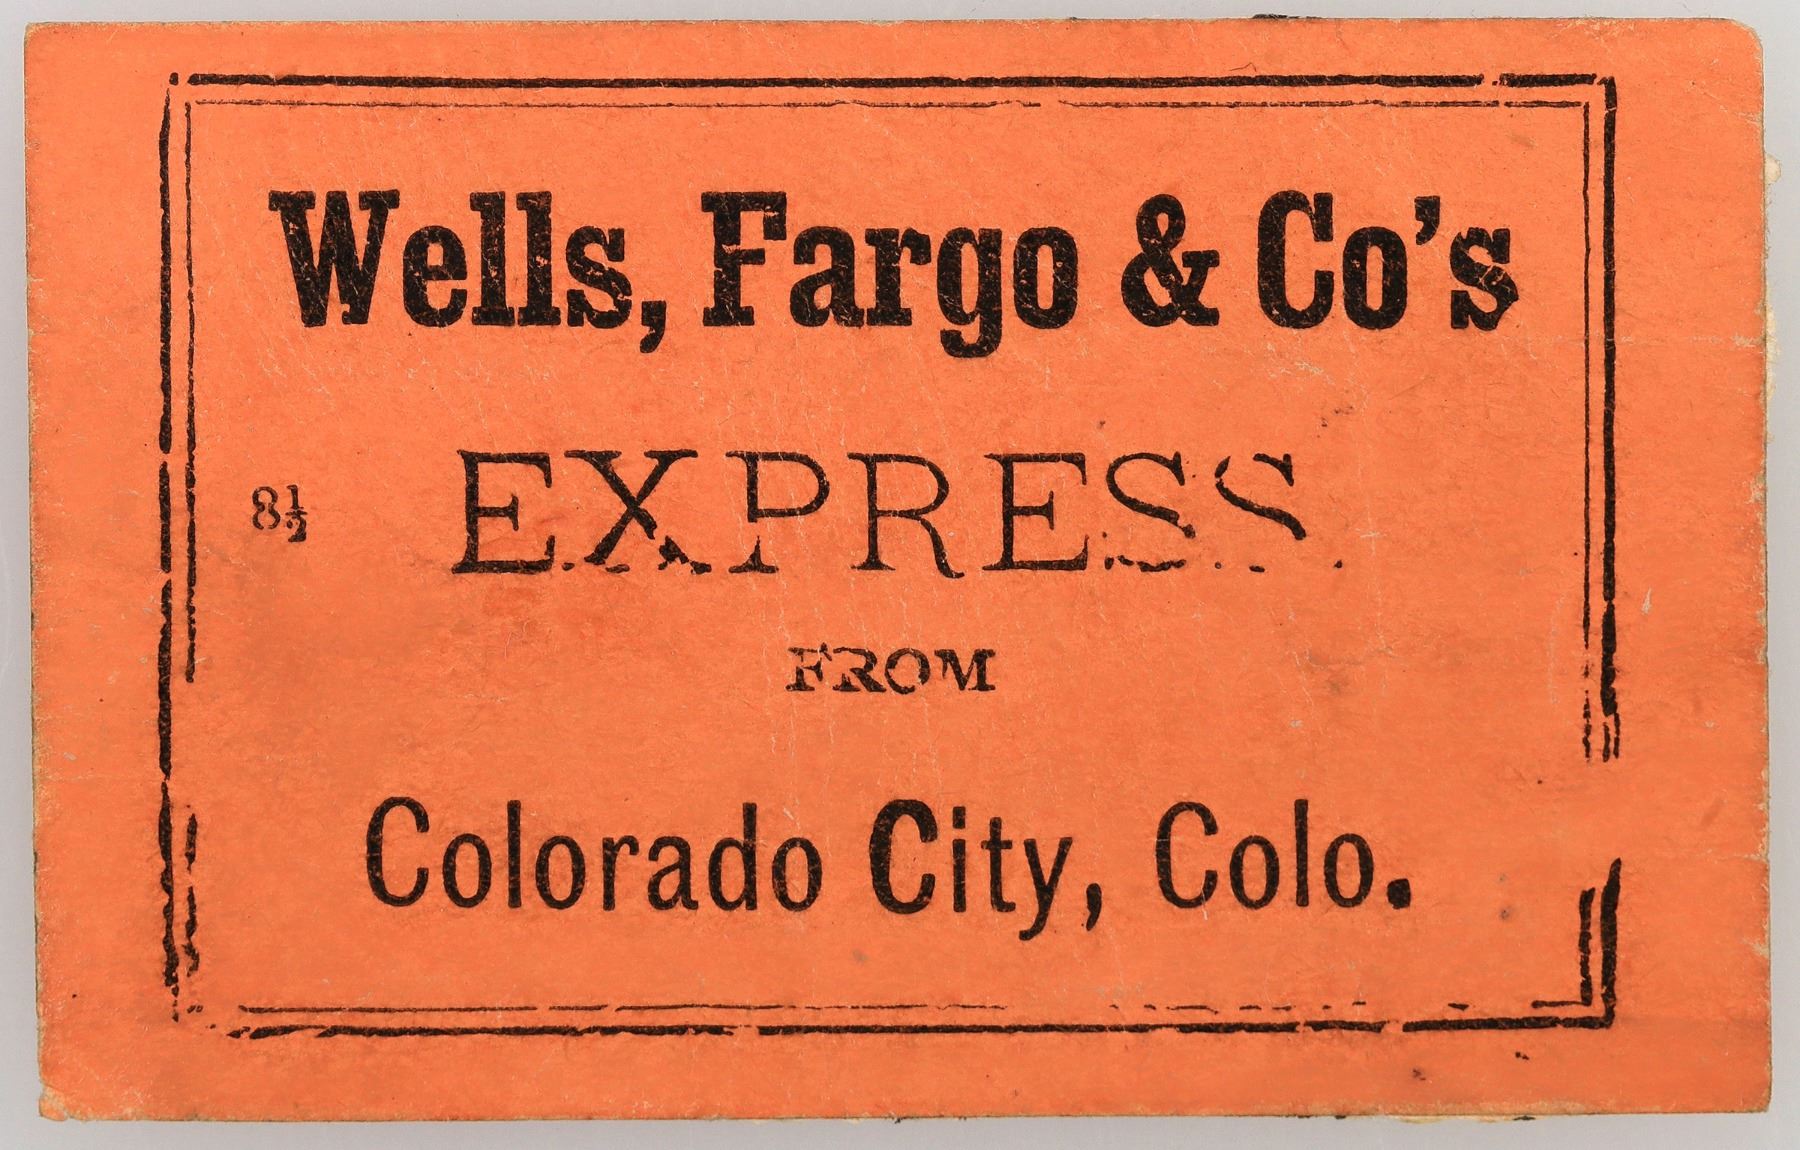 Wells, Fargo & Co's
8½ EXPRESS
FROM
Colorado City, Colo.